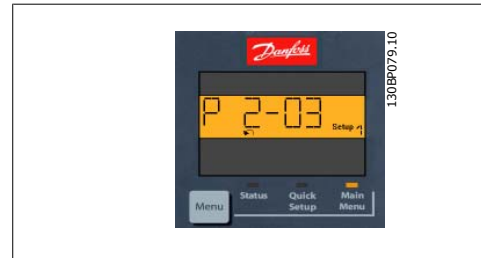 Danfoss
130BP079.10
P 2-03
Setup 1
Status Quick Setup Main Menu
Menu